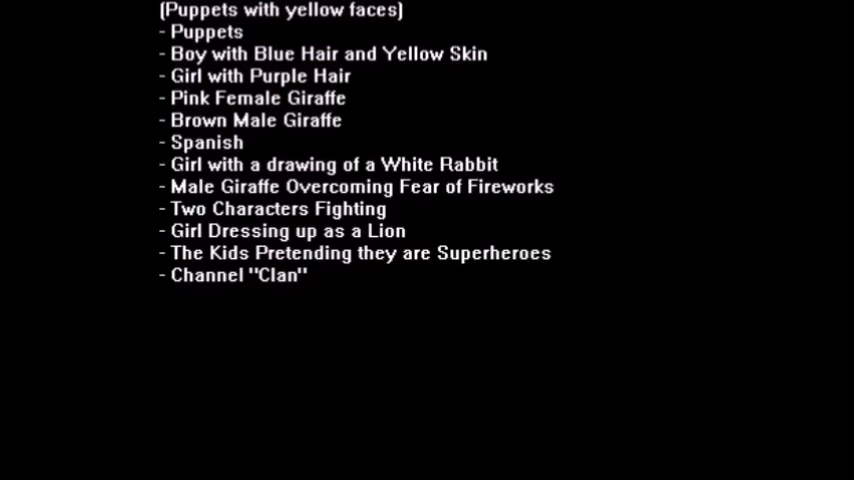 (Puppets with yellow faces)
- Puppets
- Boy with Blue Hair and Yellow Skin
- Girl with Purple Hair
- Pink Female Giraffe
- Brown Male Giraffe
- Spanish
- Girl with a drawing of a White Rabbit
- Male Giraffe Overcoming Fear of Fireworks
- Two Characters Fighting
- Girl Dressing up as a Lion
- The Kids Pretending they are Superheroes
- Channel "Clan"